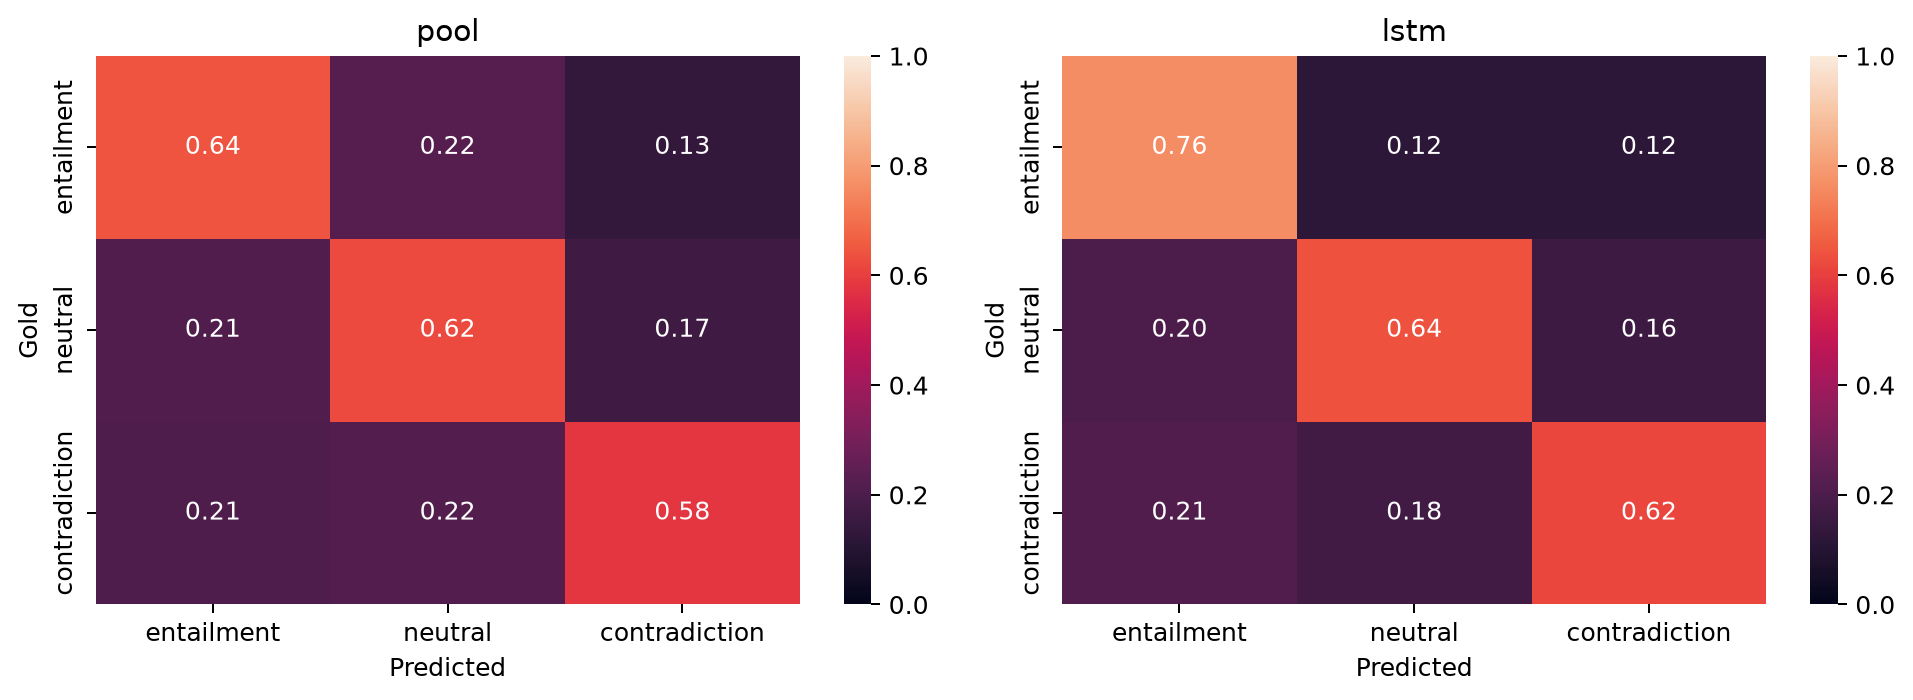 pool
entailment
neutral
contradiction
Gold
0.64 0.22 0.13
0.21 0.62 0.17
0.21 0.22 0.58
entailment neutral contradiction
Predicted
1.0
0.8
0.6
0.4
0.2
0.0
lstm
entailment
neutral
contradiction
Gold
0.76 0.12 0.12
0.20 0.64 0.16
0.21 0.18 0.62
entailment neutral contradiction
Predicted
1.0
0.8
0.6
0.4
0.2
0.0